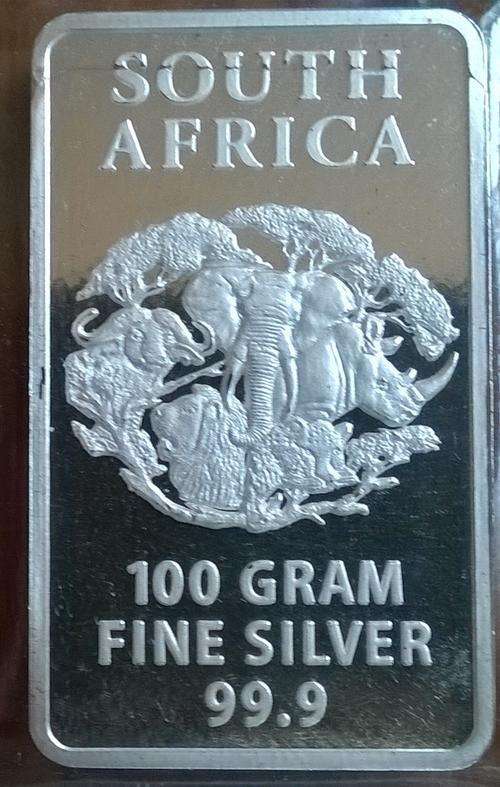 SOUTH
AFRICA
100 GRAM
FINE SILVER
99.9